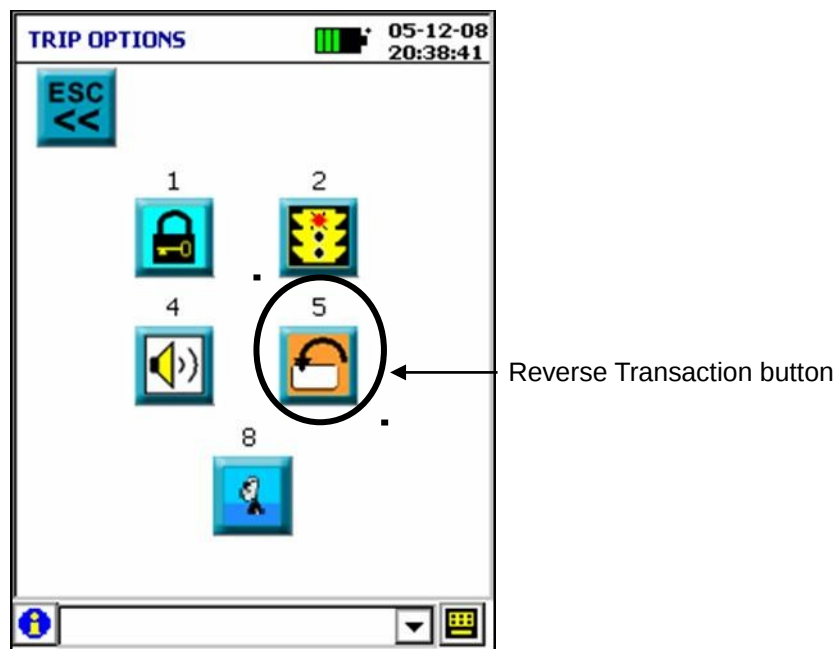 TRIP OPTIONS
05-12-08
20:38:41
ESC
<<
1 2
4 5
Reverse Transaction button
8